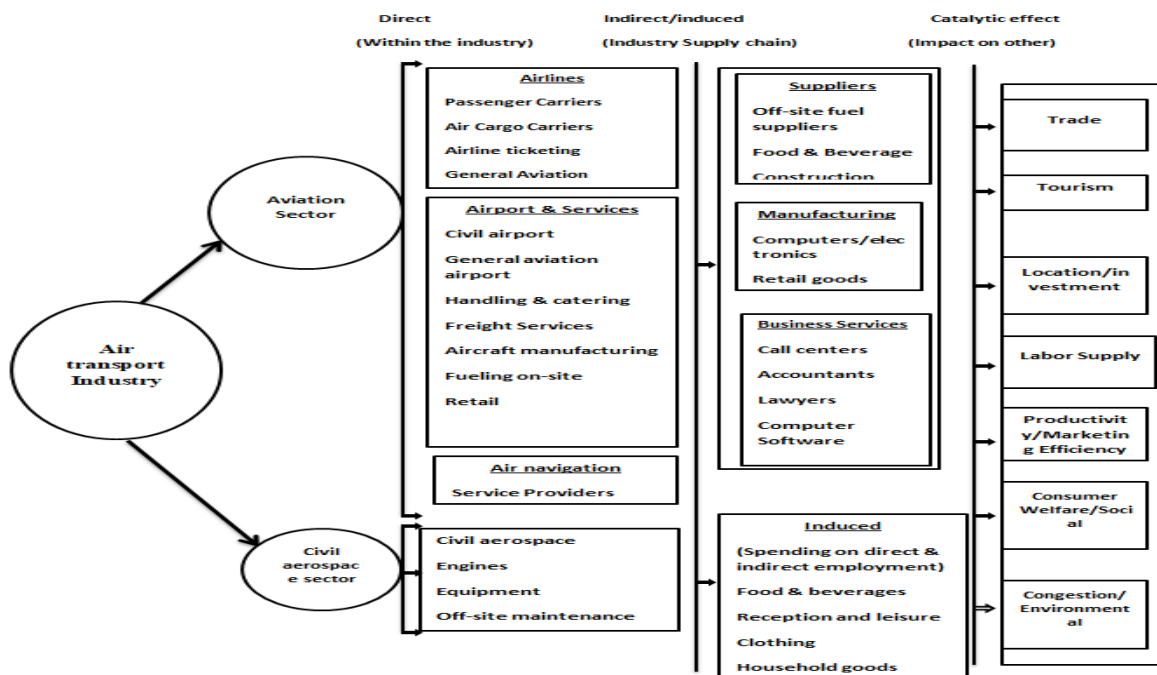 Direct
(Within the industry)
Indirect/induced
(Industry Supply chain)
Catalytic effect
(Impact on other)
Air
transport
Industry
Aviation
Sector
Civil
aerospac
e sector
Airlines
Passenger Carriers
Air Cargo Carriers
Airline ticketing
General Aviation
Airport & Services
Civil airport
General aviation
airport
Handling & catering
Freight Services
Aircraft manufacturing
Fueling on-site
Retail
Air navigation
Service Providers
Civil aerospace
Engines
Equipment
Off-site maintenance
Suppliers
Off-site fuel
suppliers
Food & Beverage
Construction
Manufacturing
Computers/elec
tronics
Retail goods
Business Services
Call centers
Accountants
Lawyers
Computer
Software
Induced
(Spending on direct &
indirect employment)
Food & beverages
Reception and leisure
Clothing
Household goods
Trade
Tourism
Location/in
vestment
Labor Supply
Productivit
y/Marketin
g Efficiency
Consumer
Welfare/Soci
al
Congestion/
Environment
al